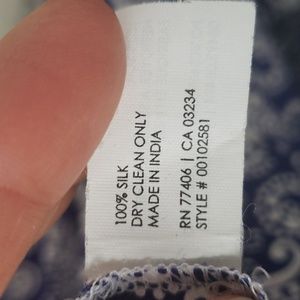 100% SILK
DRY CLEAN ONLY
MADE IN INDIA
RN 77406 | CA 03234
STYLE # 00102581